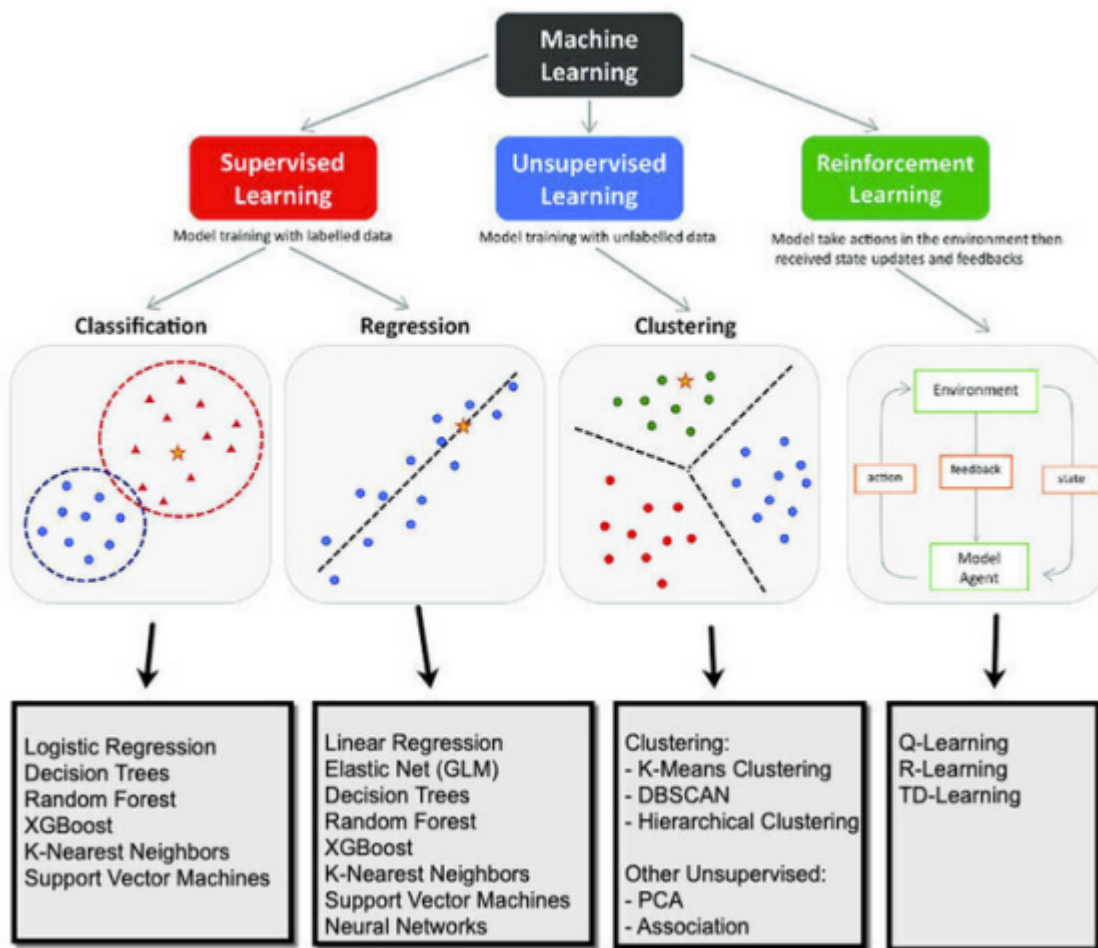 Machine
Learning
Supervised
Learning
Unsupervised
Learning
Reinforcement
Learning
Model training with labelled data
Model training with unlabelled data
Model take actions in the environment then
received state updates and feedbacks
Classification
Regression
Clustering
Environment
action
feedback
state
Model
Agent
Logistic Regression
Decision Trees
Random Forest
XGBoost
K-Nearest Neighbors
Support Vector Machines
Linear Regression
Elastic Net (GLM)
Decision Trees
Random Forest
XGBoost
K-Nearest Neighbors
Support Vector Machines
Neural Networks
Clustering:
- K-Means Clustering
- DBSCAN
- Hierarchical Clustering
Other Unsupervised:
- PCA
- Association
Q-Learning
R-Learning
TD-Learning